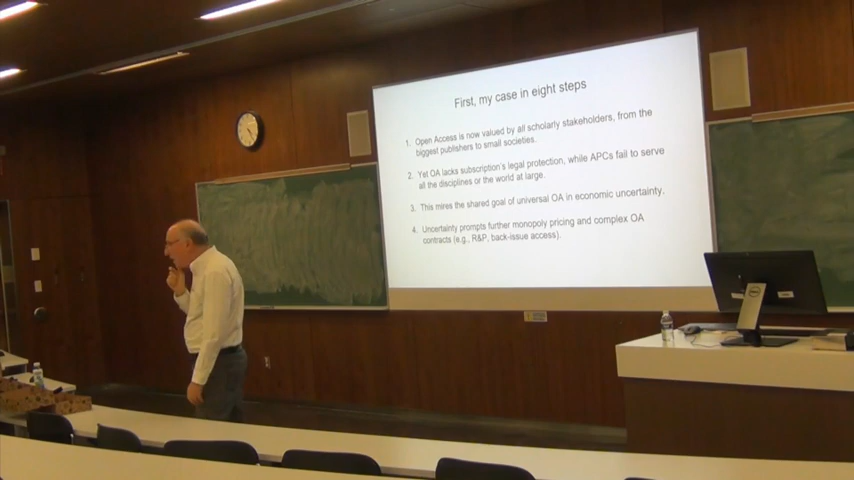 First, my case in eight steps
1. Open Access is now valued by all scholarly stakeholders, from the
biggest publishers to small societies.
2. Yet OA lacks subscription's legal protection, while APCs fail to serve
all the disciplines or the world at large.
3. This mires the shared goal of universal OA in economic uncertainty.
4. Uncertainty prompts further monopoly pricing and complex OA
contracts (e.g., R&P, back-issue access).